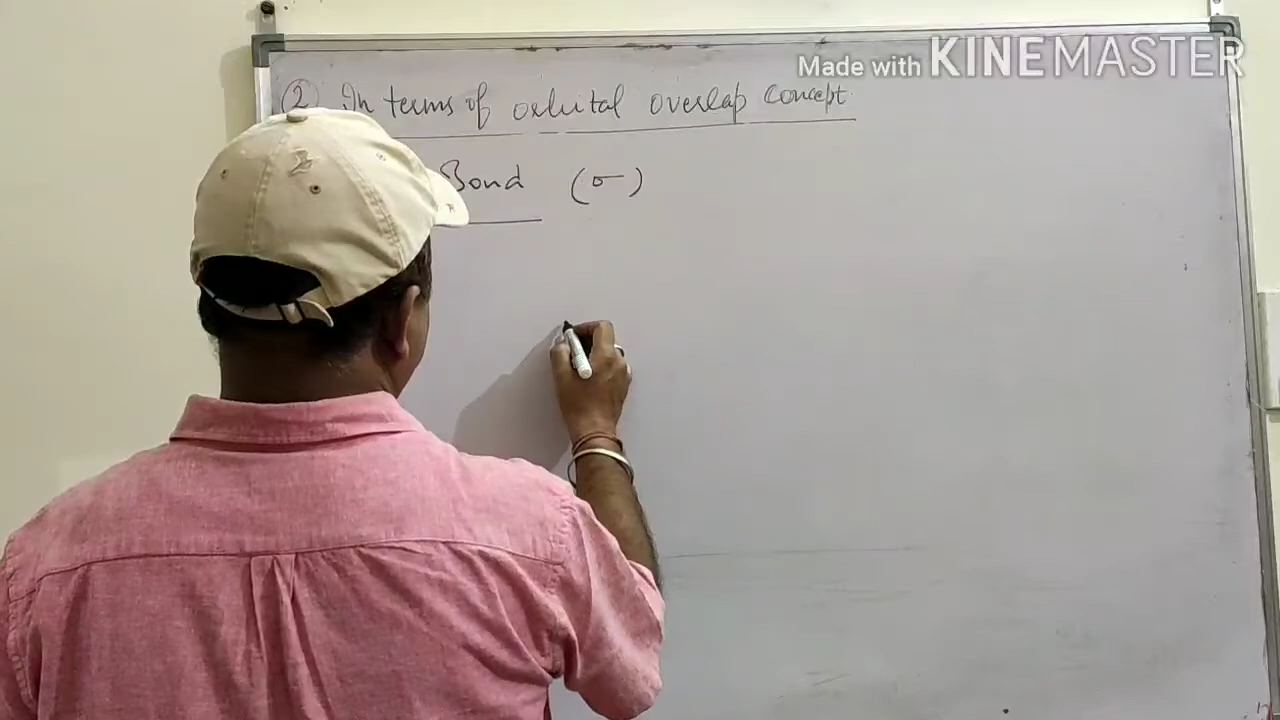 Made with KINEMASTER
② In terms of orbital overlap concept.
Bond (σ)